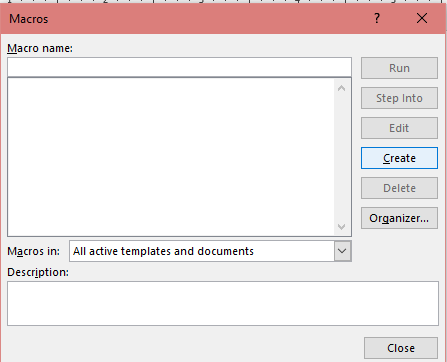 Macros ? ×
Macro name:
Run
Step Into
Edit
Create
Delete
Organizer...
Macros in: All active templates and documents
Description:
Close